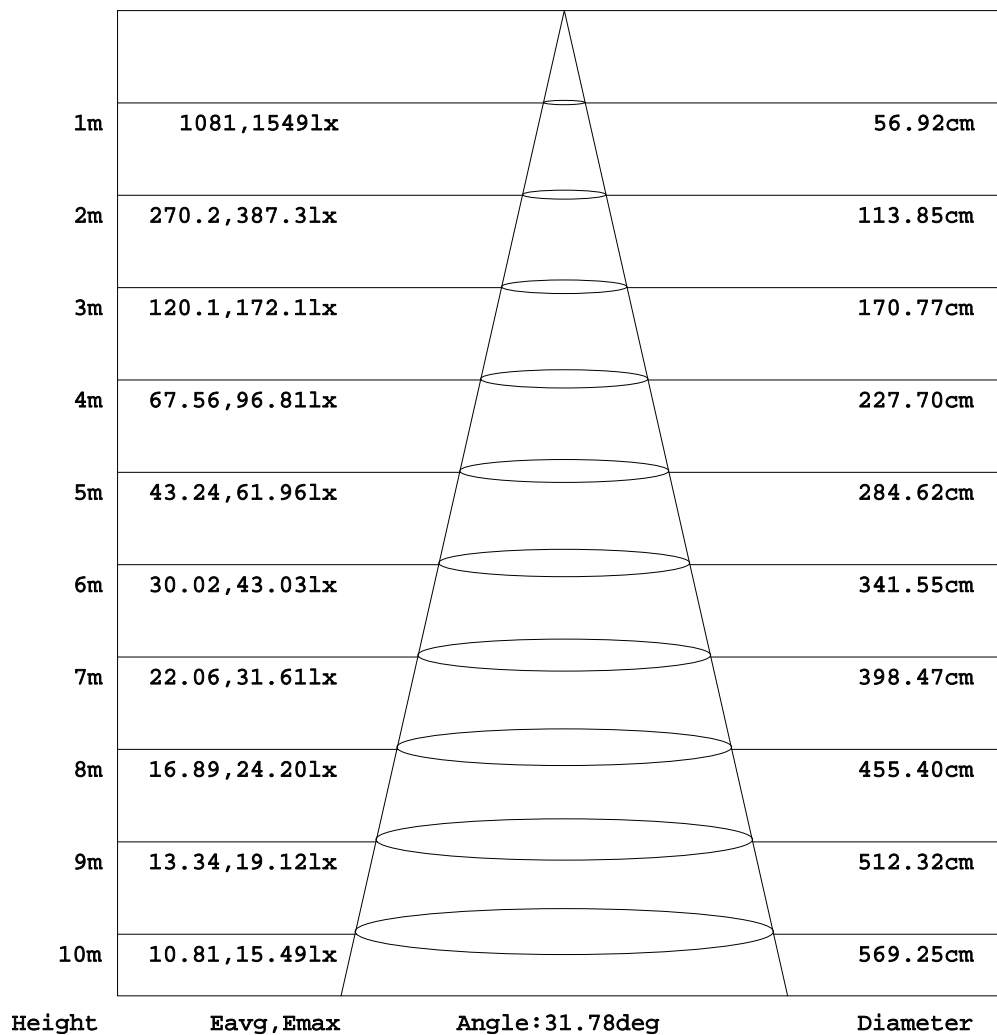 1m 1081,1549lx 56.92cm
2m 270.2,387.3lx 113.85cm
3m 120.1,172.1lx 170.77cm
4m 67.56,96.81lx 227.70cm
5m 43.24,61.96lx 284.62cm
6m 30.02,43.03lx 341.55cm
7m 22.06,31.61lx 398.47cm
8m 16.89,24.20lx 455.40cm
9m 13.34,19.12lx 512.32cm
10m 10.81,15.49lx 569.25cm
Height Eavg,Emax Angle:31.78deg Diameter